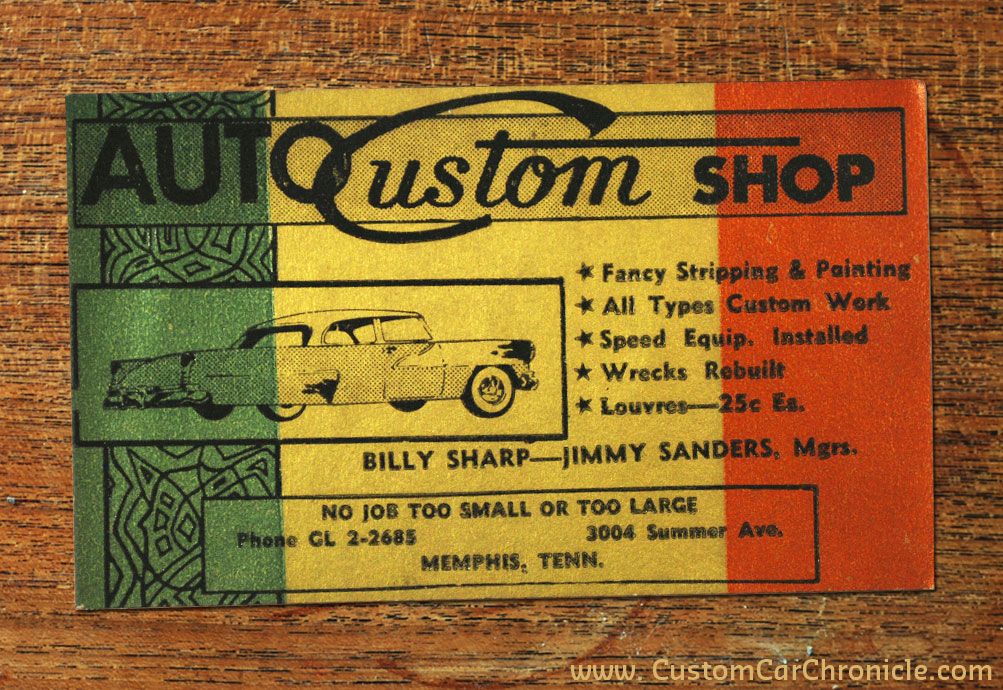 AUTO Custom SHOP
★ Fancy Stripping & Painting
★ All Types Custom Work
★ Speed Equip. Installed
★ Wrecks Rebuilt
★ Louvres—25c Ea.
BILLY SHARP—JIMMY SANDERS, Mgrs.
NO JOB TOO SMALL OR TOO LARGE
Phone GL 2-2685 3004 Summer Ave.
MEMPHIS, TENN.
www.CustomCarChronicle.com